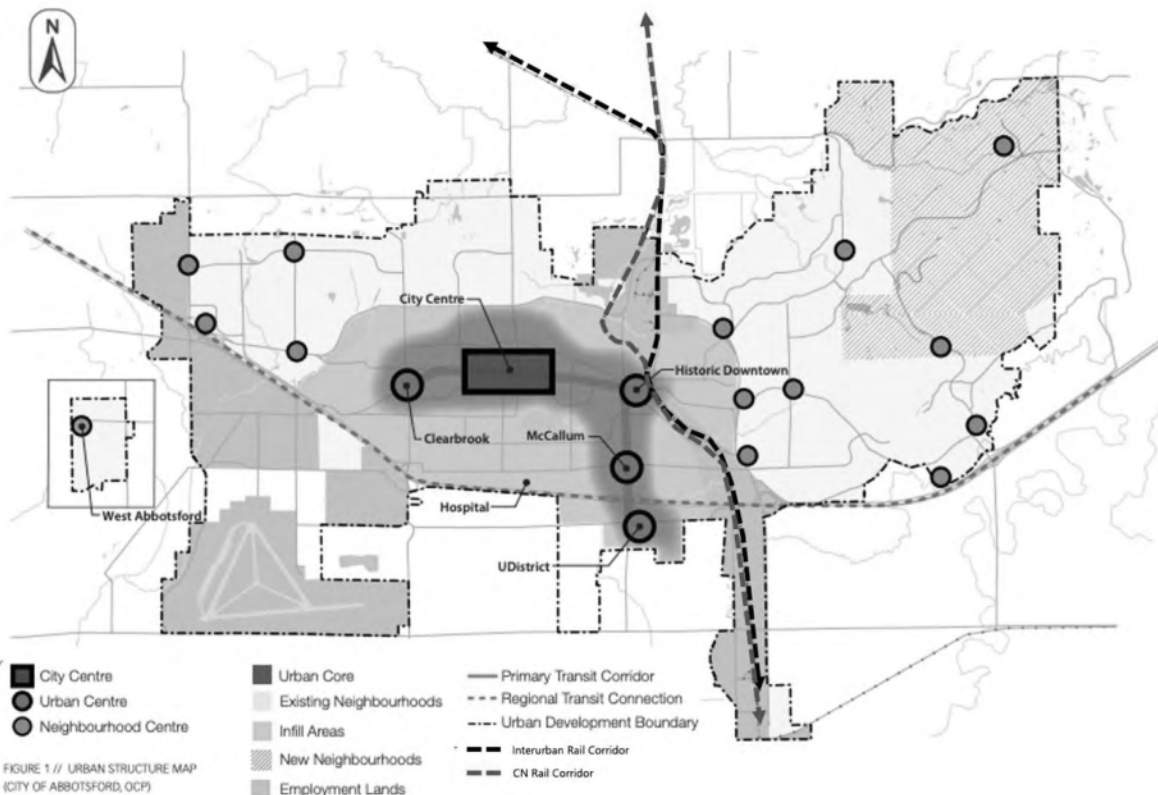 N
City Centre
Historic Downtown
Clearbrook
McCallum
West Abbotsford
Hospital
UDistrict
City Centre
Urban Centre
Neighbourhood Centre
Urban Core
Existing Neighbourhoods
Infill Areas
New Neighbourhoods
Employment Lands
Primary Transit Corridor
Regional Transit Connection
Urban Development Boundary
Interurban Rail Corridor
CN Rail Corridor
FIGURE 1 // URBAN STRUCTURE MAP
(CITY OF ABBOTSFORD, OCP)